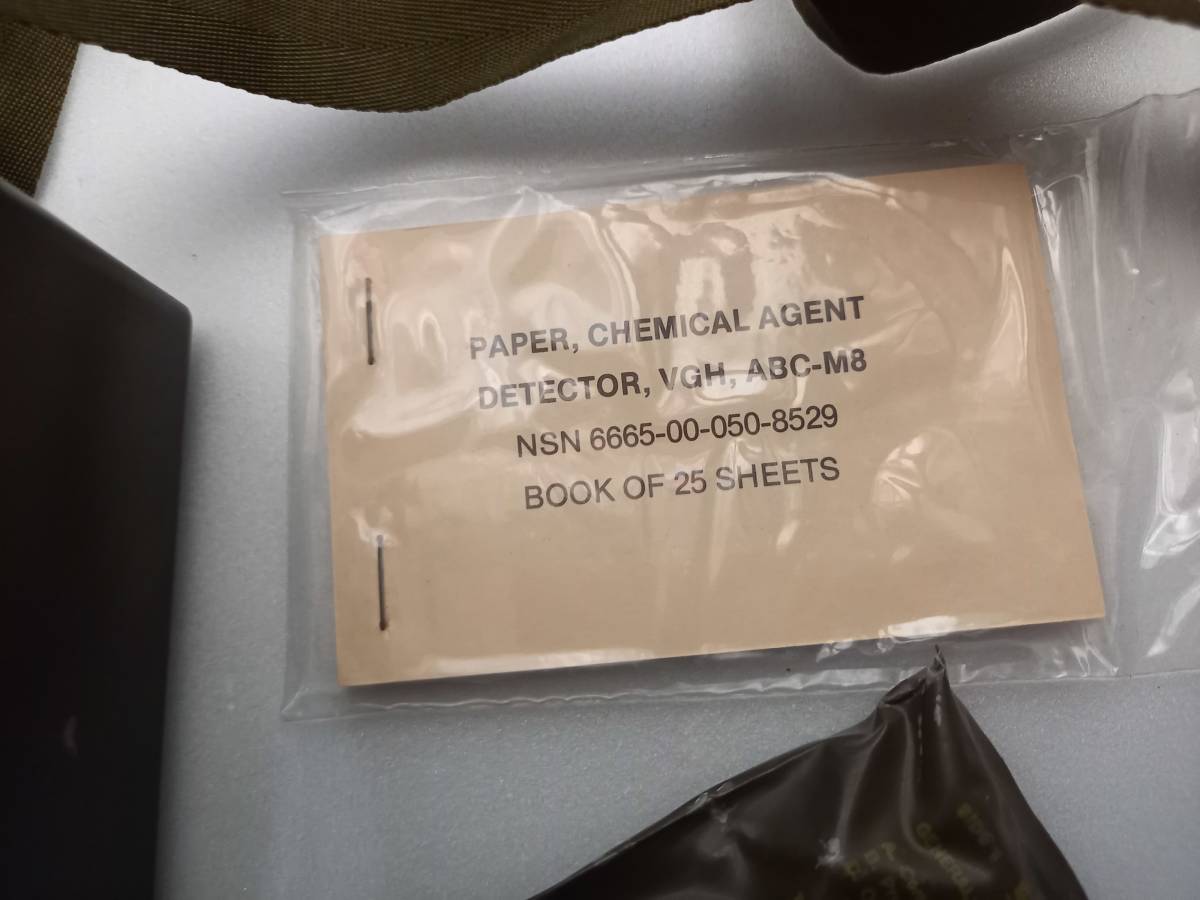 PAPER, CHEMICAL AGENT
DETECTOR, VGH, ABC-M8
NSN 6665-00-050-8529
BOOK OF 25 SHEETS